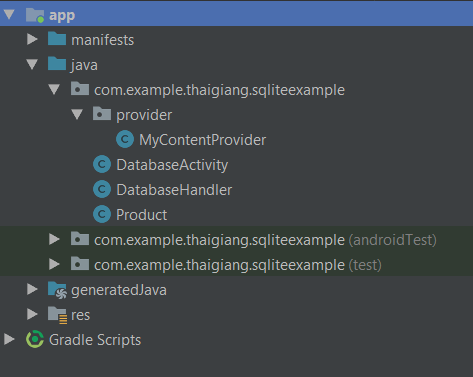 app
manifests
java
com.example.thaigiang.sqliteexample
provider
MyContentProvider
DatabaseActivity
DatabaseHandler
Product
com.example.thaigiang.sqliteexample (androidTest)
com.example.thaigiang.sqliteexample (test)
generatedJava
res
Gradle Scripts